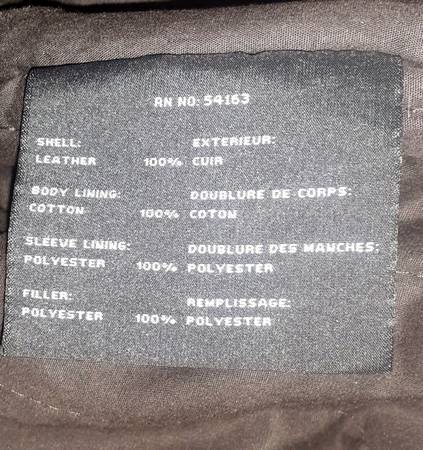 RN NO: 54163
SHELL: EXTERIEUR:
LEATHER 100% CUIR
BODY LINING: DOUBLURE DE CORPS:
COTTON 100% COTON
SLEEVE LINING: DOUBLURE DES MANCHES:
POLYESTER 100% POLYESTER
FILLER: REMPLISSAGE:
POLYESTER 100% POLYESTER